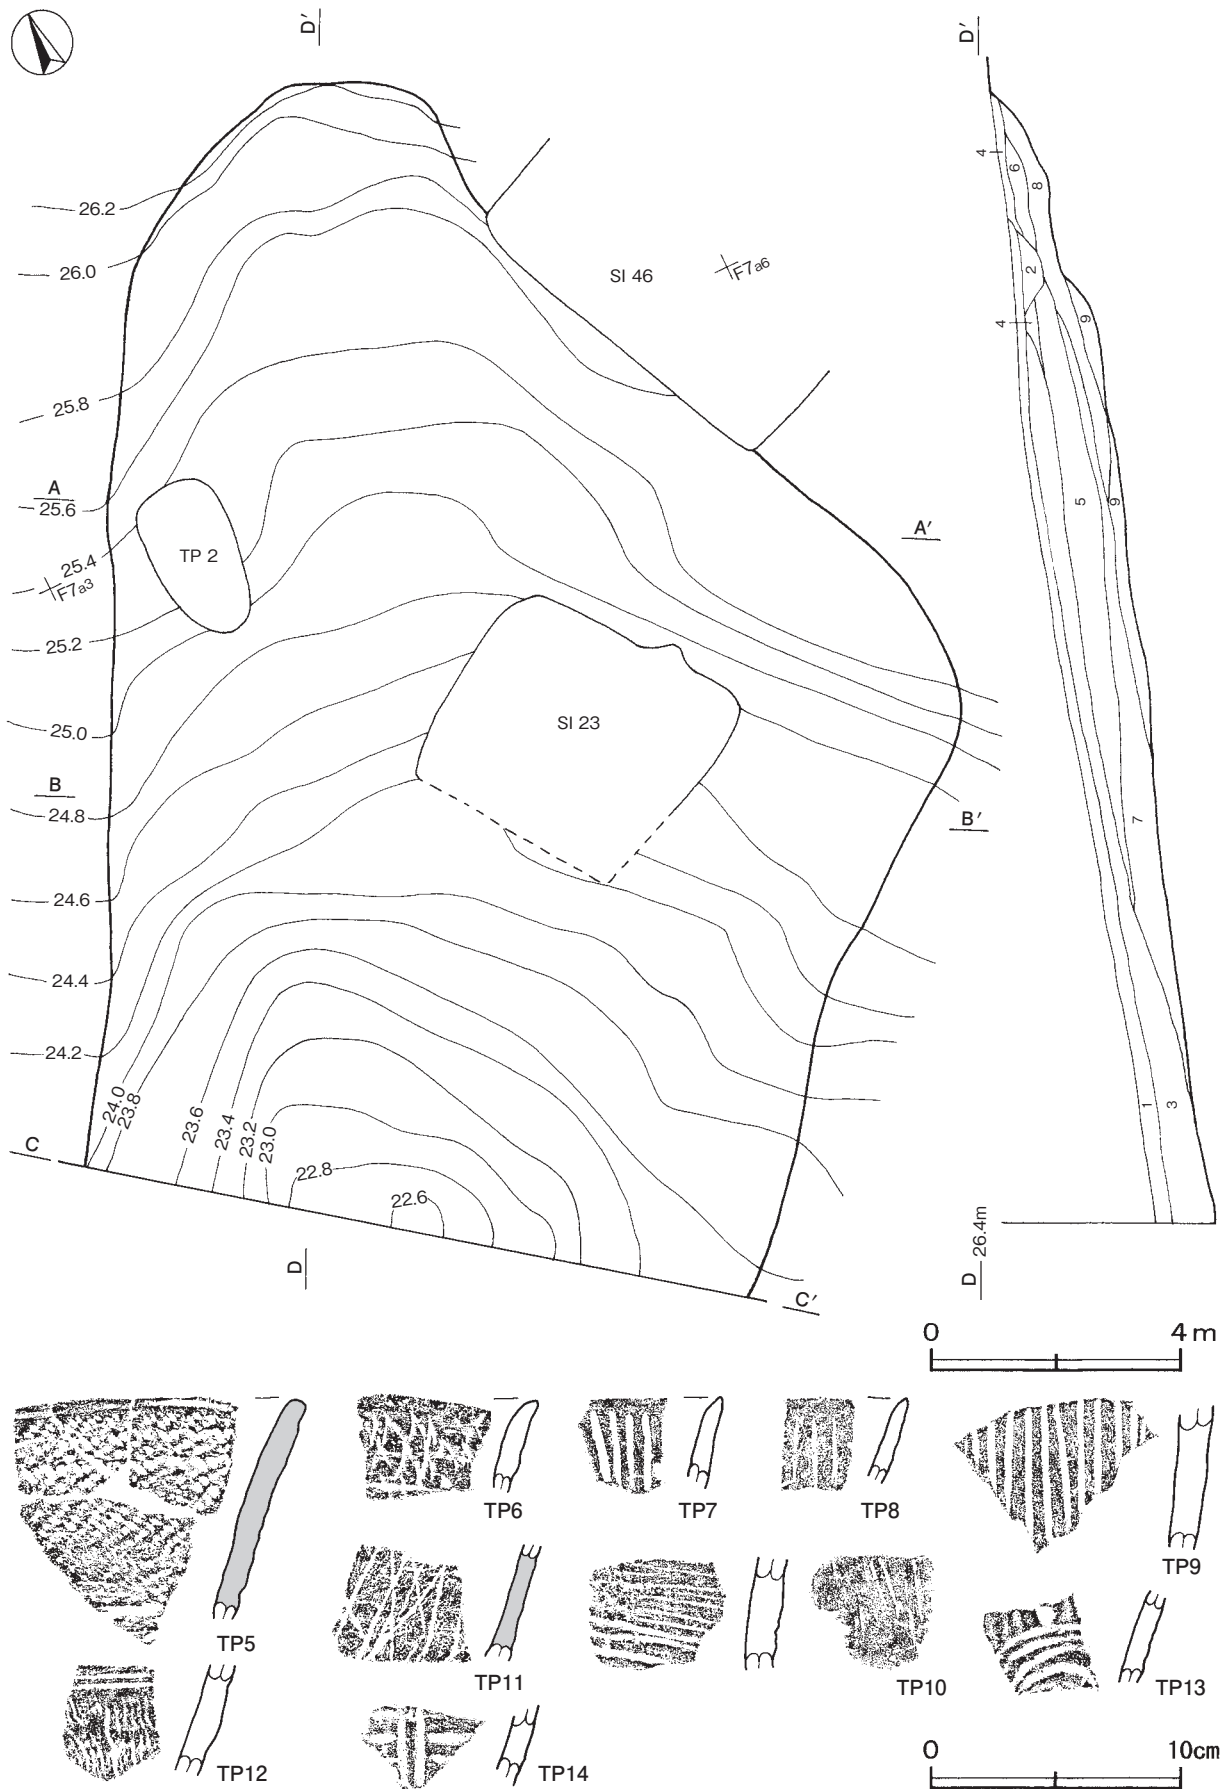 D′
D′
4
6
8
26.2
SI 46
F7a6
26.0
2
4
9
25.8
A
25.6
5
9
A′
TP 2
25.4
F7a3
25.2
SI 23
25.0
B
24.8
B′
7
24.6
24.4
24.2
24.0
23.8
23.6
23.4
23.2
23.0
1
3
C
22.8
22.6
D
D 26.4m
C′
0 4m
TP5
TP6
TP7
TP8
TP9
TP11
TP10
TP13
TP12
TP14
0 10cm